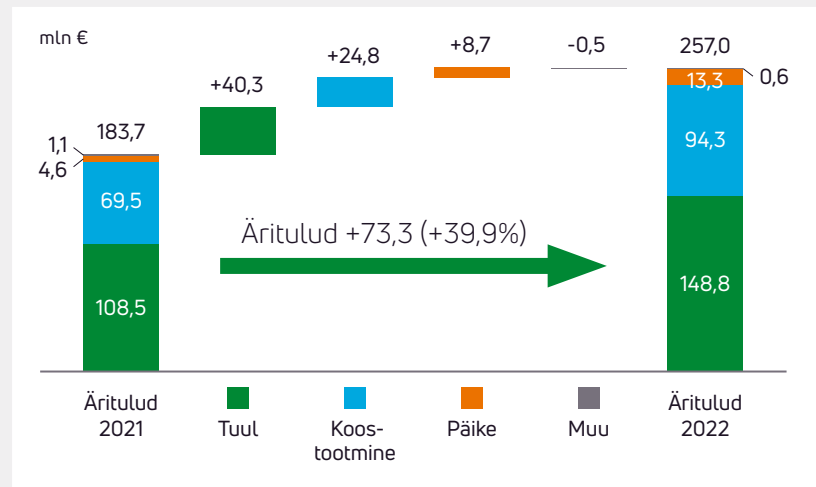 mln €
183,7
1,1
4,6
69,5
108,5
+40,3
+24,8
+8,7
-0,5
257,0
0,6
13,3
94,3
148,8
Äritulud +73,3 (+39,9%)
Äritulud
2021
Tuul
Koos-
tootmine
Päike
Muu
Äritulud
2022